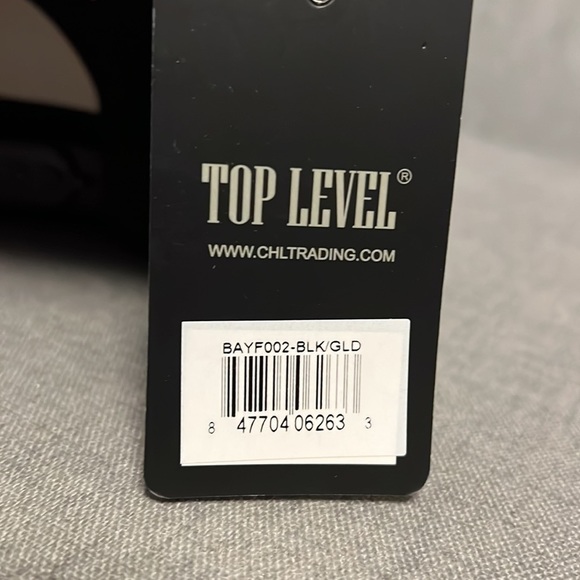 TOP LEVEL®
WWW.CHLTRADING.COM
BAYF002-BLK/GLD
8 47704 06263 3